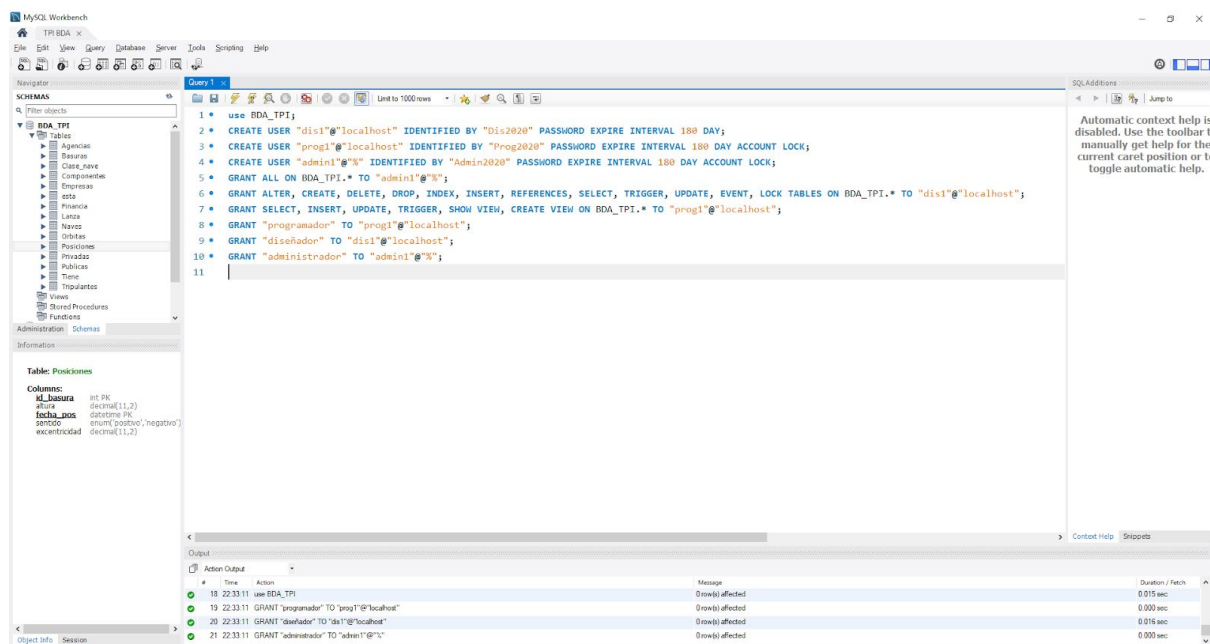 MySQL Workbench
TPI BDA ×
File Edit View Query Database Server Tools Scripting Help
Navigator
SCHEMAS
Filter objects
BDA_TPI
Tables
Agencias
Basuras
Clase_nave
Componentes
Empresas
esta
Financia
Lanza
Naves
Orbitas
Posiciones
Privadas
Publicas
Tiene
Tripulantes
Views
Stored Procedures
Functions
Administration Schemas
Information
Table: Posiciones
Columns:
id_basura int PK
altura decimal(11,2)
fecha_pos datetime PK
sentido enum('postivo','negativo')
excentricidad decimal(11,2)
Object Info Session
Query 1 ×
Limit to 1000 rows
1 use BDA_TPI;
2 CREATE USER "dis1"@"localhost" IDENTIFIED BY "Dis2020" PASSWORD EXPIRE INTERVAL 180 DAY;
3 CREATE USER "prog1"@"localhost" IDENTIFIED BY "Prog2020" PASSWORD EXPIRE INTERVAL 180 DAY ACCOUNT LOCK;
4 CREATE USER "admin1"@"%" IDENTIFIED BY "Admin2020" PASSWORD EXPIRE INTERVAL 180 DAY ACCOUNT LOCK;
5 GRANT ALL ON BDA_TPI.* TO "admin1"@"%";
6 GRANT ALTER, CREATE, DELETE, DROP, INDEX, INSERT, REFERENCES, SELECT, TRIGGER, UPDATE, EVENT, LOCK TABLES ON BDA_TPI.* TO "dis1"@"localhost";
7 GRANT SELECT, INSERT, UPDATE, TRIGGER, SHOW VIEW, CREATE VIEW ON BDA_TPI.* TO "prog1"@"localhost";
8 GRANT "programador" TO "prog1"@"localhost";
9 GRANT "diseñador" TO "dis1"@"localhost";
10 GRANT "administrador" TO "admin1"@"%";
11
SQLAdditions
Jump to
Automatic context help is
disabled. Use the toolbar t
manually get help for the
current caret position or to
toggle automatic help.
Context Help Snippets
Output
Action Output
# Time Action Message Duration / Fetch
18 22:33:11 use BDA_TPI 0 row(s) affected 0.015 sec
19 22:33:11 GRANT "programador" TO "prog1"@"localhost" 0 row(s) affected 0.000 sec
20 22:33:11 GRANT "diseñador" TO "dis1"@"localhost" 0 row(s) affected 0.016 sec
21 22:33:11 GRANT "administrador" TO "admin1"@"%" 0 row(s) affected 0.000 sec